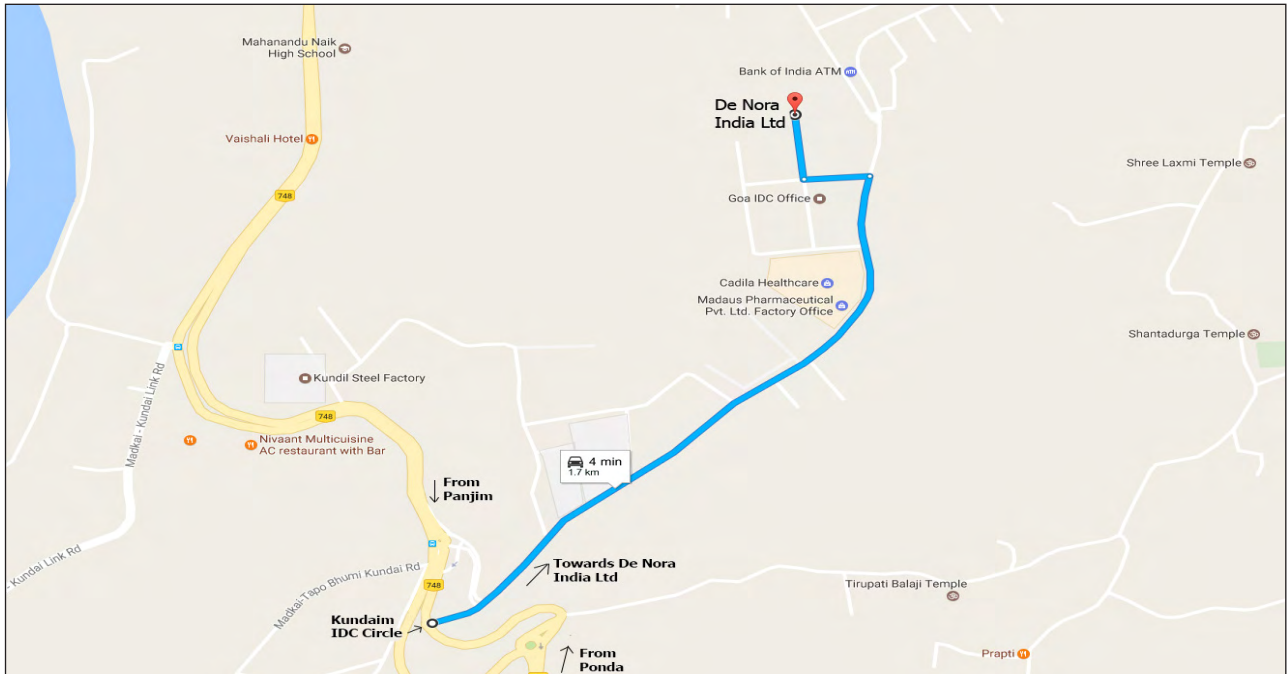 Mahanandu Naik
High School
Bank of India ATM
De Nora
India Ltd
Vaishali Hotel
Shree Laxmi Temple
748
Goa IDC Office
Cadila Healthcare
Madaus Pharmaceutical
Pvt. Ltd. Factory Office
Shantadurga Temple
Kundil Steel Factory
Madkai - Kundai Link Rd
748
Nivaant Multicuisine
AC restaurant with Bar
4 min
1.7 km
From
Panjim
- Kundai Link Rd
Madkai-Tapo Bhumi Kundai Rd
Towards De Nora
India Ltd
748
Tirupati Balaji Temple
Kundaim
IDC Circle
From
Ponda
Prapti